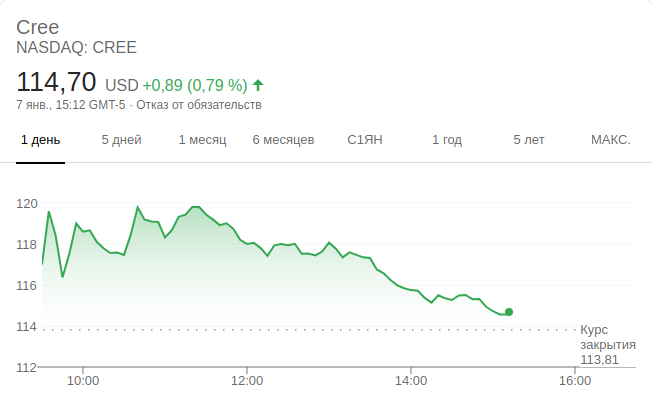 Cree
NASDAQ: CREE
114,70 USD +0,89 (0,79 %)
7 янв., 15:12 GMT-5 · Отказ от обязательств
1 день 5 дней 1 месяц 6 месяцев С1ЯН 1 год 5 лет МАКС.
120
118
116
114
Курс
закрытия
113,81
112
10:00 12:00 14:00 16:00